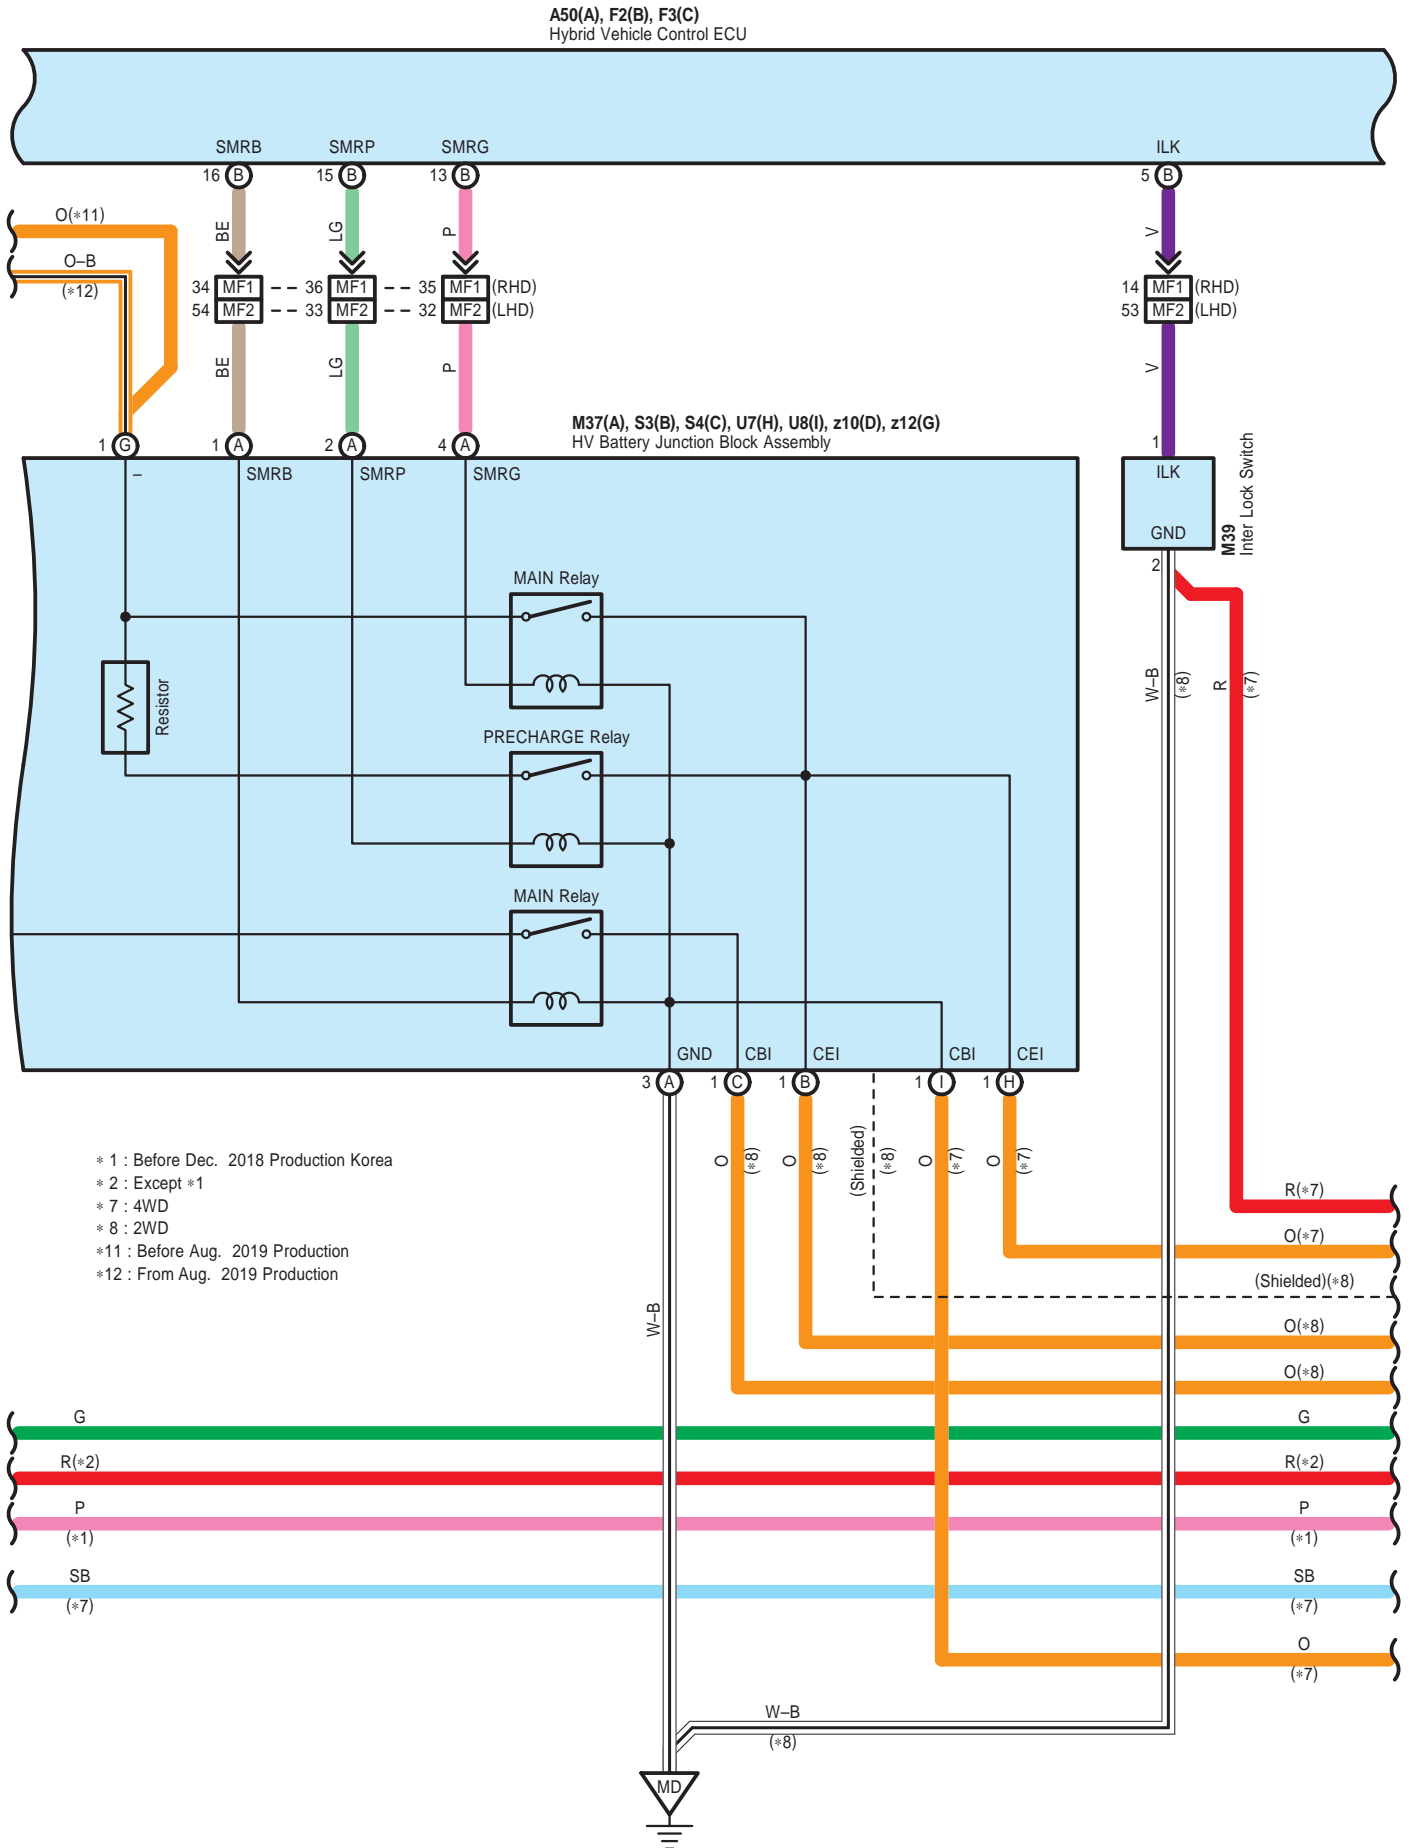 A50(A), F2(B), F3(C)
Hybrid Vehicle Control ECU
SMRB SMRP SMRG ILK
16 B 15 B 13 B 5 B
O(*11)
BE LG P V
O–B
(*12)
34 MF1 36 MF1 35 MF1 (RHD) 14 MF1 (RHD)
54 MF2 33 MF2 32 MF2 (LHD) 53 MF2 (LHD)
BE LG P V
M37(A), S3(B), S4(C), U7(H), U8(I), z10(D), z12(G)
HV Battery Junction Block Assembly
1 G 1 A 2 A 4 A 1
– SMRB SMRP SMRG ILK
GND
M39
Inter Lock Switch
2
MAIN Relay
W–B
(*8)
R
(*7)
Resistor
PRECHARGE Relay
MAIN Relay
GND CBI CEI CBI CEI
3 A 1 C 1 B 1 I 1 H
O
(*8)
O
(*8)
(Shielded)
(*8)
O
(*7)
O
(*7)
* 1 : Before Dec. 2018 Production Korea
* 2 : Except *1
* 7 : 4WD
* 8 : 2WD
*11 : Before Aug. 2019 Production
*12 : From Aug. 2019 Production
R(*7)
O(*7)
(Shielded)(*8)
W–B
O(*8)
O(*8)
G G
R(*2) R(*2)
P P
(*1) (*1)
SB SB
(*7) (*7)
O
(*7)
W–B
(*8)
MD